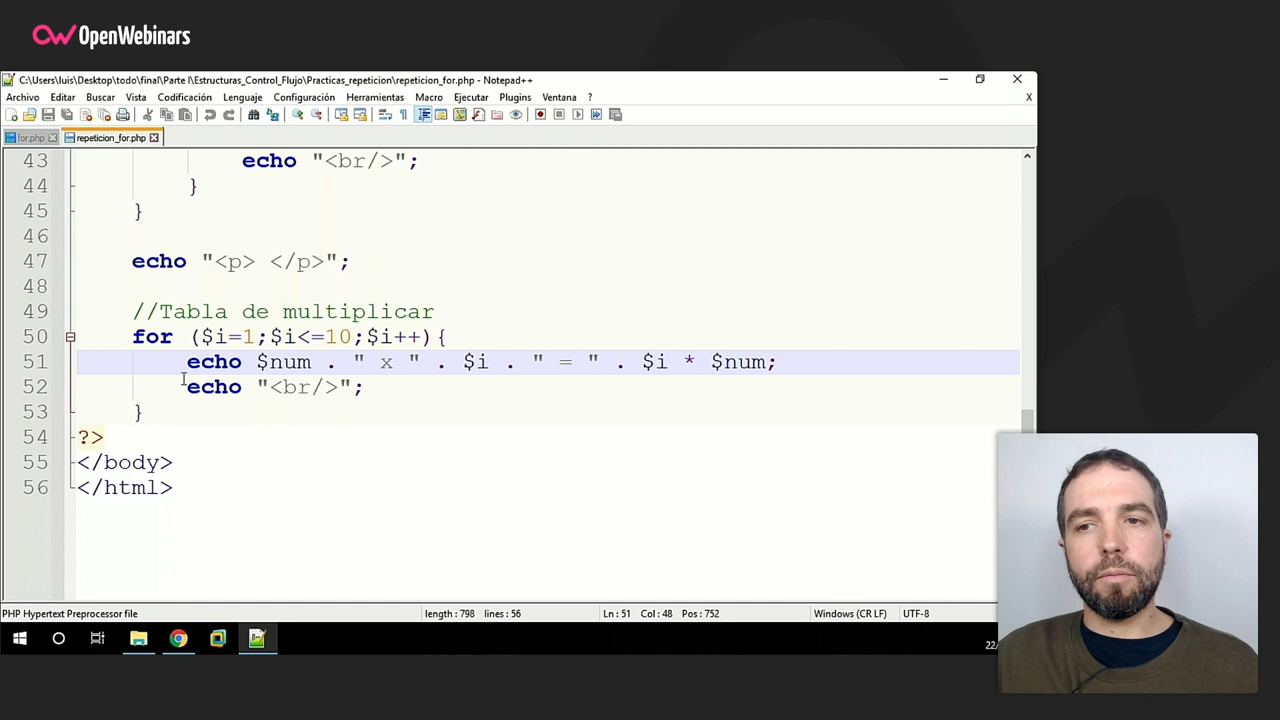 OpenWebinars
C:\Users\luis\Desktop\todo\final\Parte I\Estructuras_Control_Flujo\Practicas_repeticion\repeticion_for.php - Notepad++
Archivo Editar Buscar Vista Codificación Lenguaje Configuración Herramientas Macro Ejecutar Plugins Ventana ? X
for.php repeticion_for.php
43 echo "<br/>";
44 }
45 }
46
47 echo "<p> </p>";
48
49 //Tabla de multiplicar
50 for ($i=1;$i<=10;$i++){
51 echo $num . " x " . $i . " = " . $i * $num;
52 echo "<br/>";
53 }
54 ?>
55 </body>
56 </html>
PHP Hypertext Preprocessor file length : 798 lines : 56 Ln : 51 Col : 48 Pos : 752 Windows (CR LF) UTF-8
22/